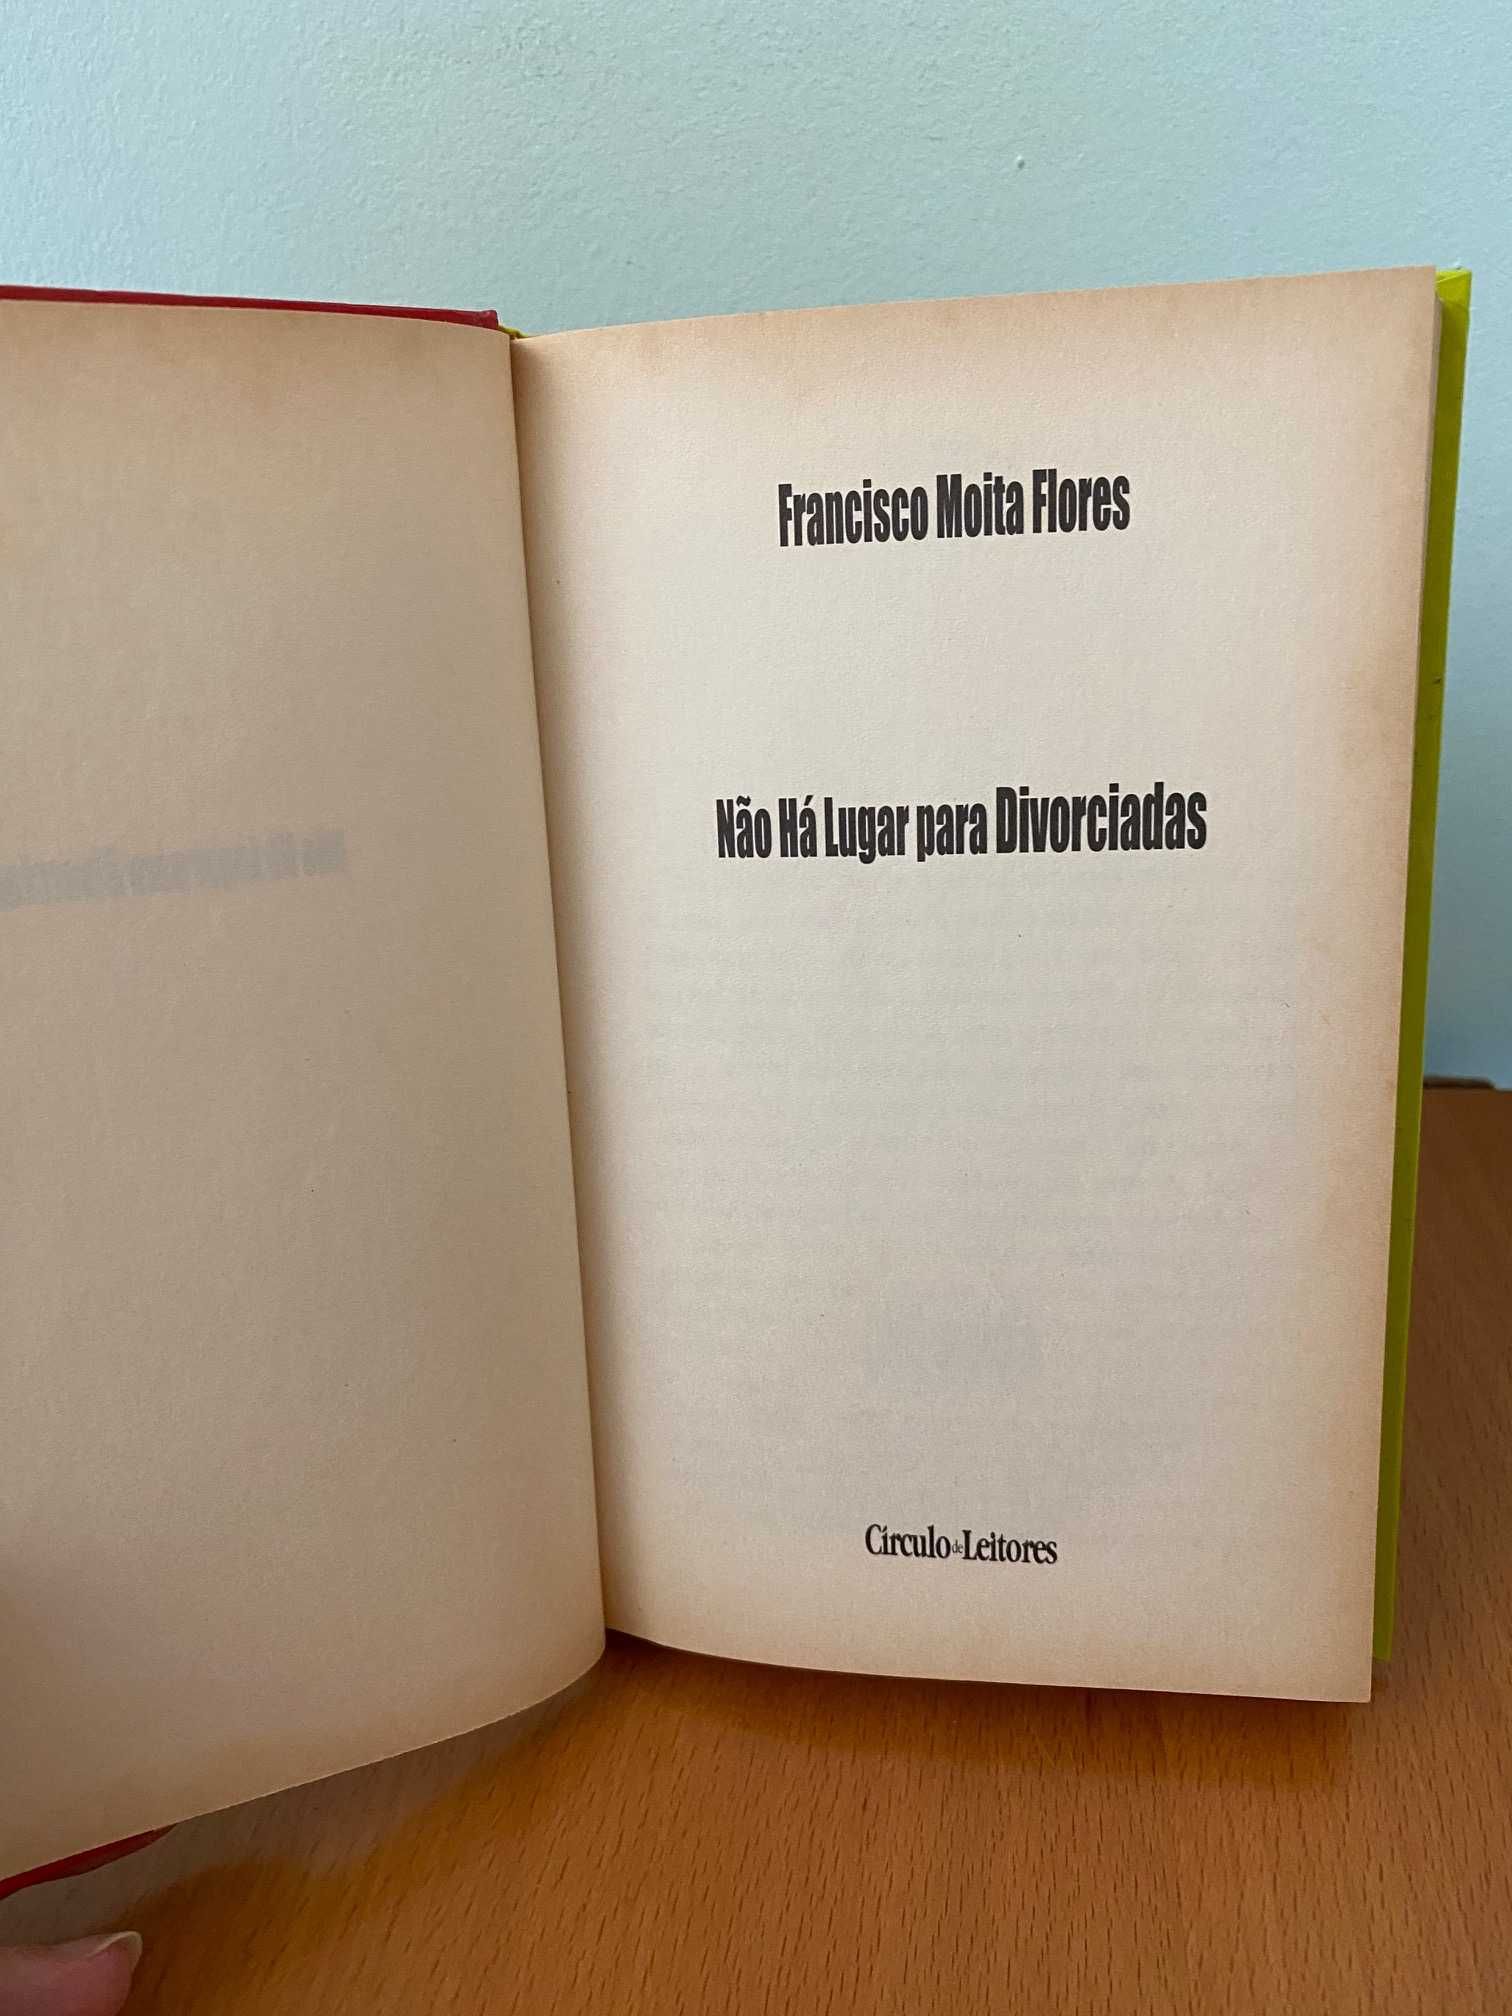 Francisco Moita Flores
Não Há Lugar para Divorciadas
Círculo de Leitores